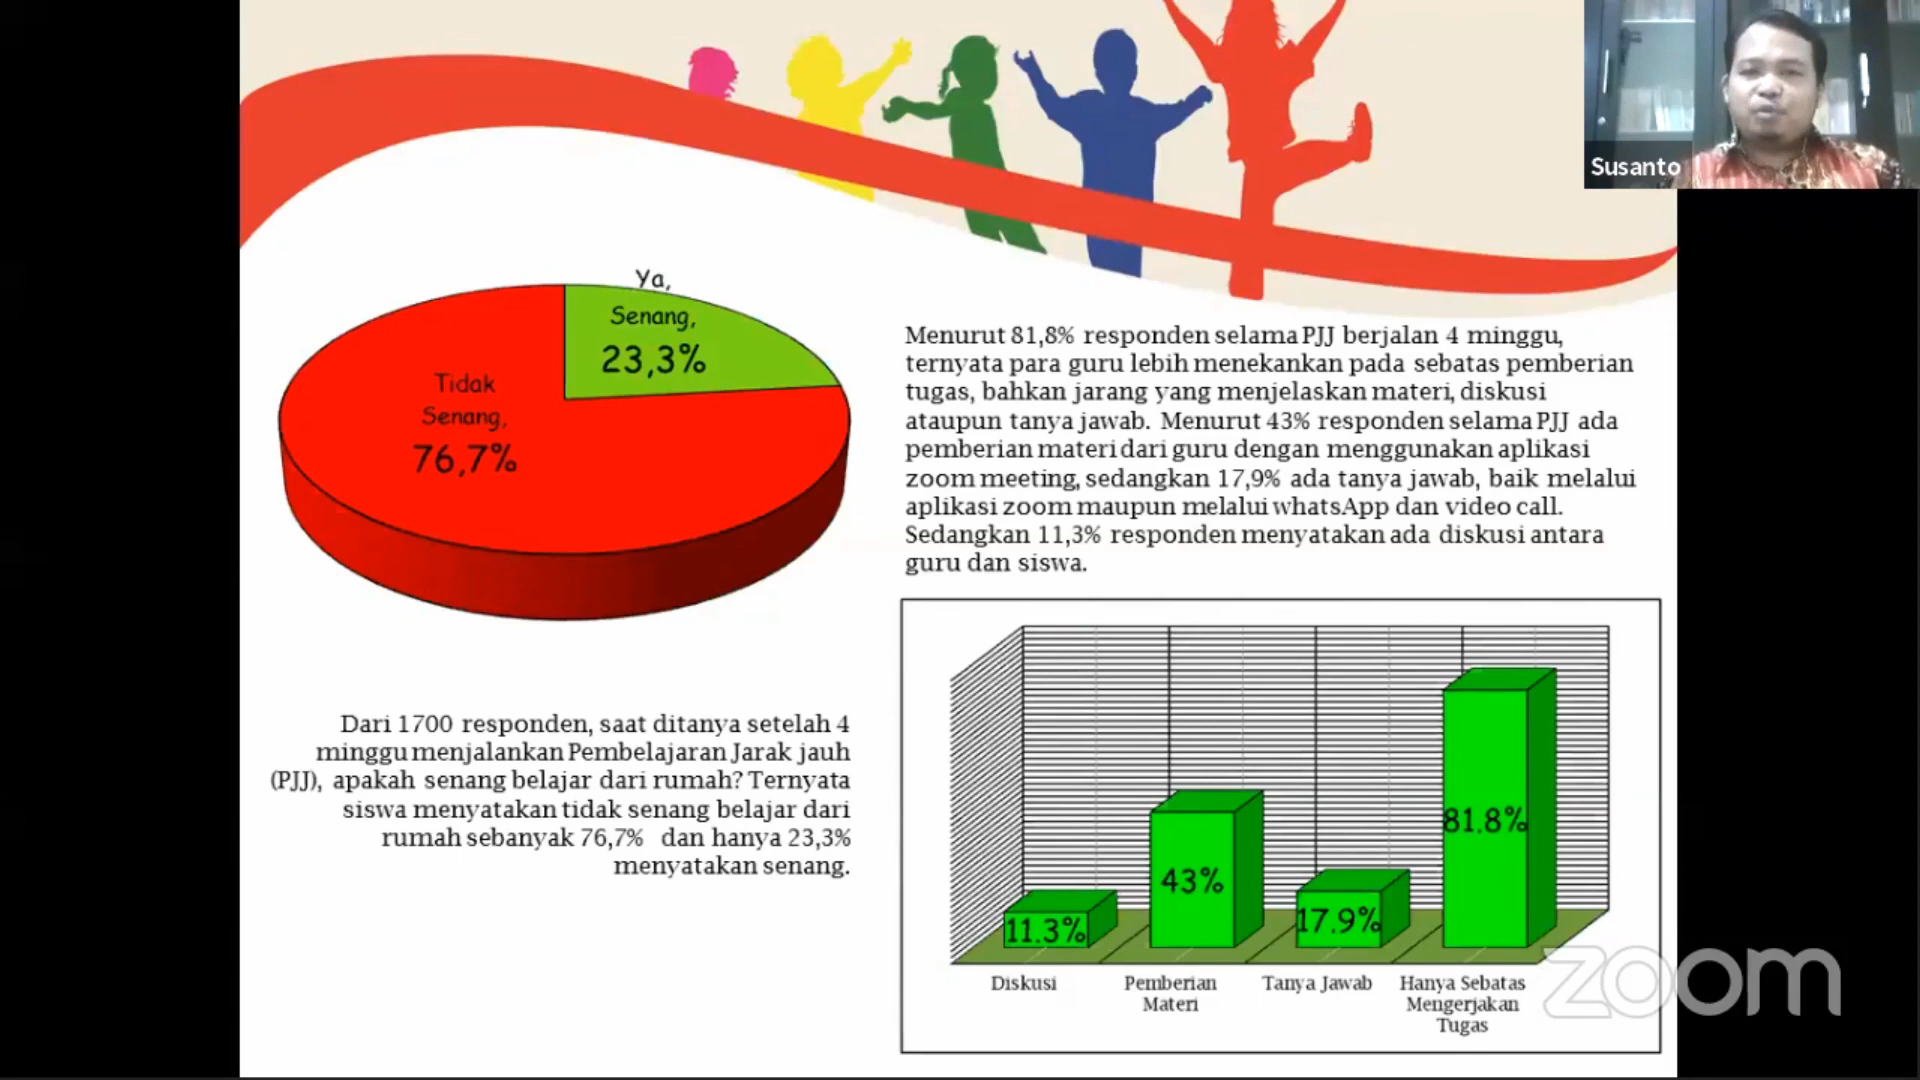 Susanto
Ya,
Senang,
23,3%
Tidak
Senang,
76,7%
Menurut 81,8% responden selama PJJ berjalan 4 minggu,
ternyata para guru lebih menekankan pada sebatas pemberian
tugas, bahkan jarang yang menjelaskan materi, diskusi
ataupun tanya jawab. Menurut 43% responden selama PJJ ada
pemberian materi dari guru dengan menggunakan aplikasi
zoom meeting, sedangkan 17,9% ada tanya jawab, baik melalui
aplikasi zoom maupun melalui whatsApp dan video call.
Sedangkan 11,3% responden menyatakan ada diskusi antara
guru dan siswa.
Dari 1700 responden, saat ditanya setelah 4
minggu menjalankan Pembelajaran Jarak jauh
(PJJ), apakah senang belajar dari rumah? Ternyata
siswa menyatakan tidak senang belajar dari
rumah sebanyak 76,7% dan hanya 23,3%
menyatakan senang.
11.3%
43%
17.9%
81.8%
Diskusi
Pemberian
Materi
Tanya Jawab
Hanya Sebatas
Mengerjakan
Tugas
zoom